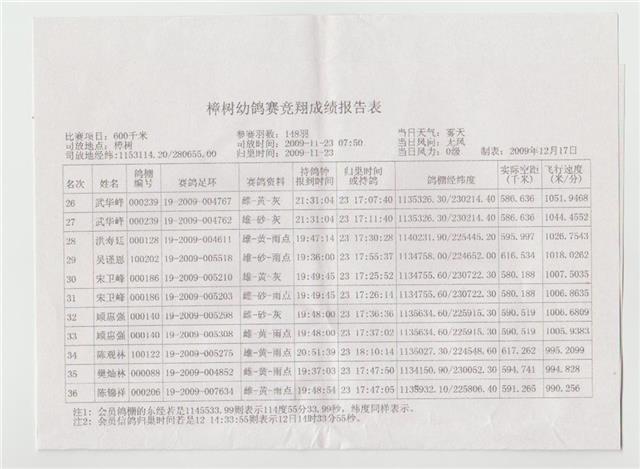 樟树幼鸽赛竞翔成绩报告表
比赛项目: 600千米 参赛羽数: 148羽 当日天气: 雾天
司放地点: 樟树 司放时间: 2009-11-23 07:50 当日风向: 无风
司放地经纬:1153114.20/280655.00 归巢时间: 2009-11-23 当日风力: 0级 制表: 2009年12月17日
名次 姓名 鸽棚编号 赛鸽足环 赛鸽资料 持鸽钟报到时间 归巢时间或持鸽 鸽棚经纬度 实际空距(千米) 飞行速度(米/分)
26 武华峰 000239 19-2009-004767 雄-黄-灰 21:31:04 23 17:07:40 1135326.30/230214.40 586.636 1051.9468
27 武华峰 000239 19-2009-004762 雄-砂-灰 21:31:04 23 17:11:40 1135326.30/230214.40 586.636 1044.4552
28 洪寿廷 000128 19-2009-004611 雌-黄-雨点 19:47:14 23 17:30:28 1140231.90/225445.20 595.997 1026.7543
29 吴谨恩 100202 19-2009-005518 雄-砂-雨点 19:36:00 23 17:55:37 1134758.00/224652.00 616.534 1018.0262
30 宋卫峰 000186 19-2009-005210 雄-黄-灰 19:49:45 23 17:25:52 1134755.60/230722.30 580.188 1007.5035
31 宋卫峰 000186 19-2009-005203 雌-砂-雨点 19:49:45 23 17:26:14 1134755.60/230722.30 580.188 1006.8635
32 顾惠强 000140 19-2009-005298 雌-砂-灰 19:48:00 23 17:36:36 1135634.60/225915.30 590.519 1006.6809
33 顾惠强 000140 19-2009-005308 雌-黄-雨点 19:48:00 23 17:37:02 1135634.60/225915.30 590.519 1005.9383
34 陈观林 100122 19-2009-005275 雄-黄-雨点 20:51:39 23 18:10:14 1135027.30/224548.60 617.262 995.2099
35 樊灿林 000088 19-2009-004852 雌-黄-雨点 19:37:03 23 17:47:50 1134150.90/230052.30 594.741 994.828
36 陈锦祥 000206 19-2009-007634 雌-黄-灰 19:48:54 23 17:47:05 1135932.10/225806.40 591.265 990.256
注1: 会员鸽棚的东经若是1145533.99则表示114度55分33.99秒, 纬度同样表示。
注2: 会员信鸽归巢时间若是12 14:33:55则表示12日14时33分55秒。